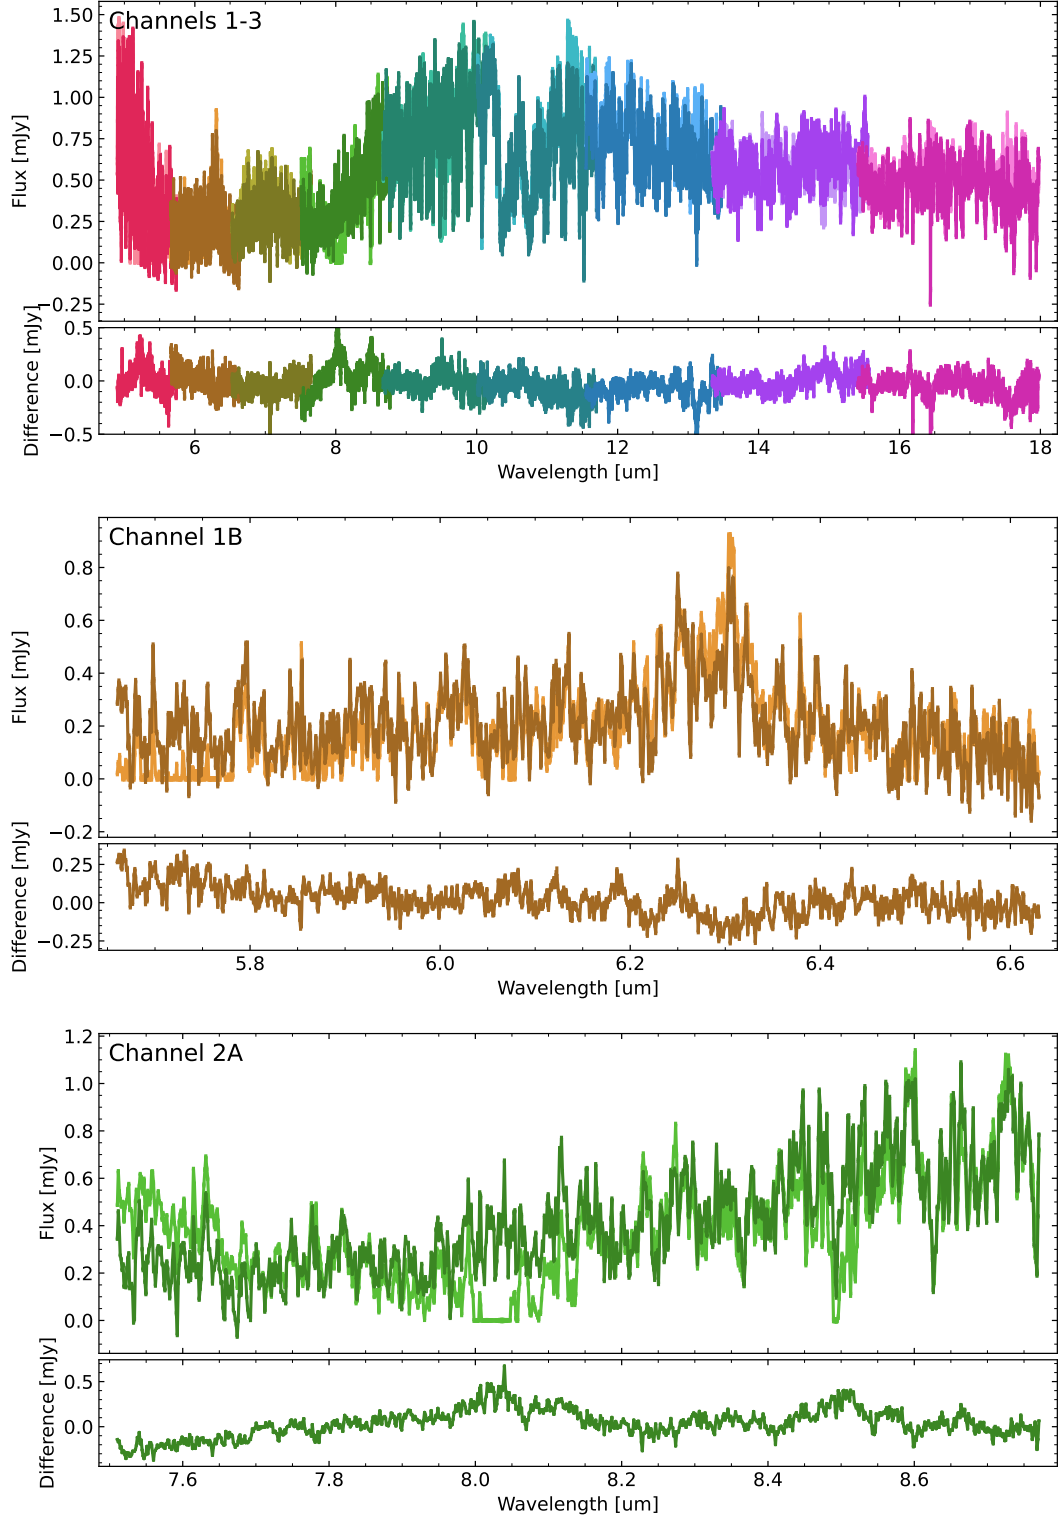 Channels 1-3
1.50
1.25
1.00
0.75
0.50
0.25
0.00
−0.25
Flux [mJy]
0.5
0.0
−0.5
Difference [mJy]
6 8 10 12 14 16 18
Wavelength [um]
Channel 1B
0.8
0.6
0.4
0.2
0.0
−0.2
Flux [mJy]
0.25
0.00
−0.25
Difference [mJy]
5.8 6.0 6.2 6.4 6.6
Wavelength [um]
Channel 2A
1.2
1.0
0.8
0.6
0.4
0.2
0.0
Flux [mJy]
0.5
0.0
Difference [mJy]
7.6 7.8 8.0 8.2 8.4 8.6
Wavelength [um]